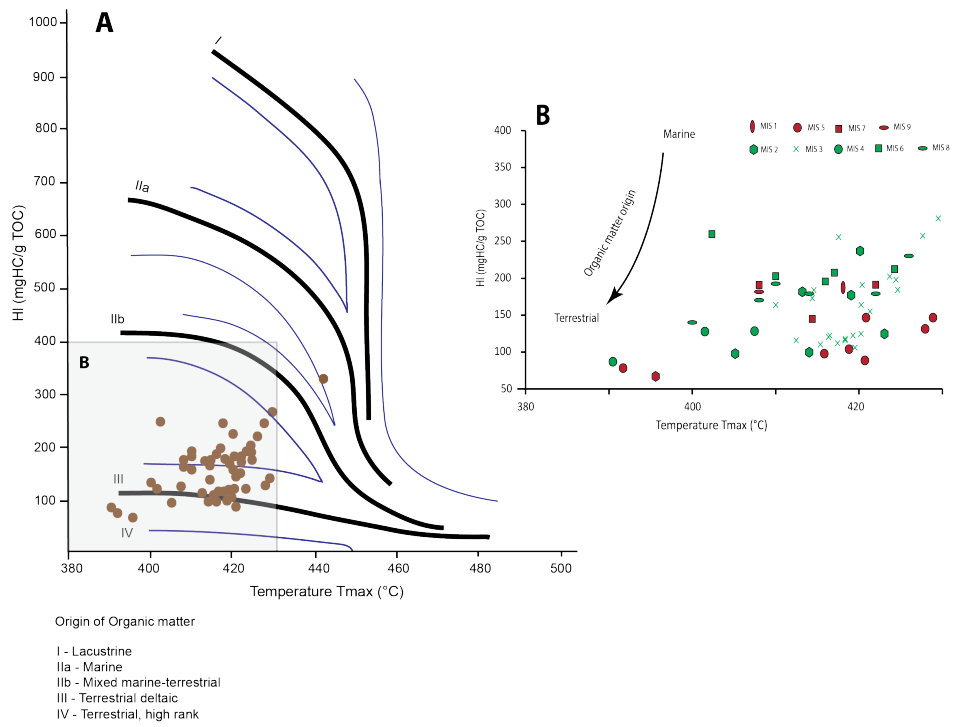 A
1000
900
800
700
600
500
400
300
200
100
HI (mgHC/g TOC)
I
IIa
IIb
B
III
IV
380
400
420
440
460
480
500
Temperature Tmax (°C)
B
Marine
MIS 1
MIS 5
MIS 7
MIS 9
MIS 2
MIS 3
MIS 4
MIS 6
MIS 8
400
350
300
250
200
150
100
50
HI (mgHC/g TOC)
Organic matter origin
Terrestrial
380
400
420
Temperature Tmax (°C)
Origin of Organic matter
I - Lacustrine
IIa - Marine
IIb - Mixed marine-terrestrial
III - Terrestrial deltaic
IV - Terrestrial, high rank